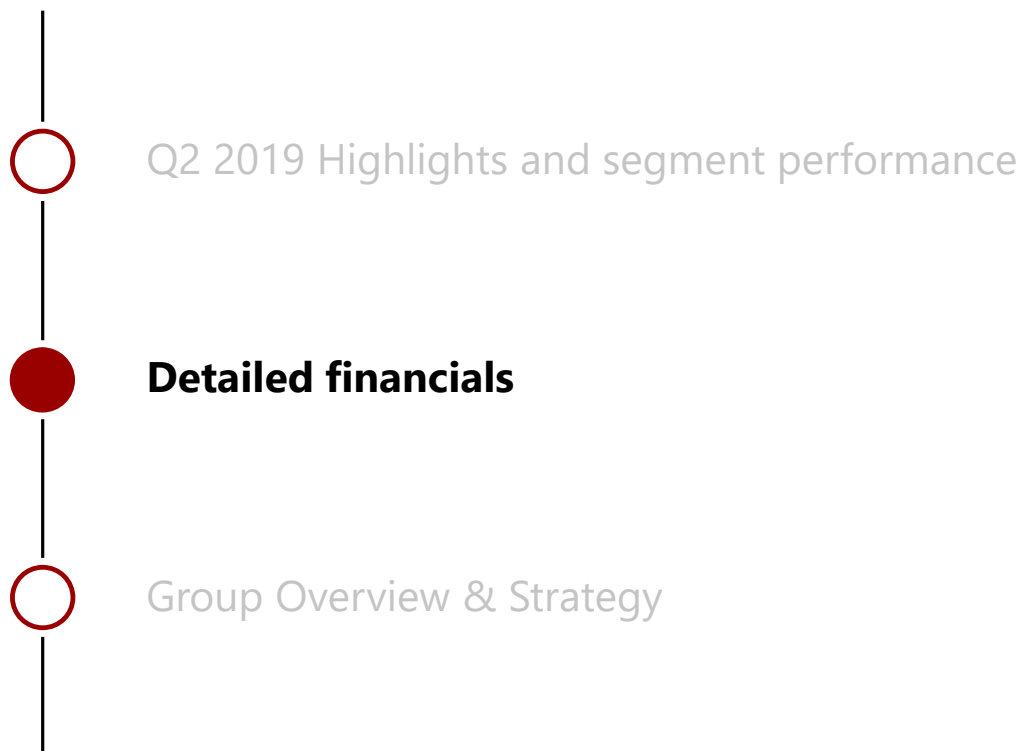 Q2 2019 Highlights and segment performance
Detailed financials
Group Overview & Strategy